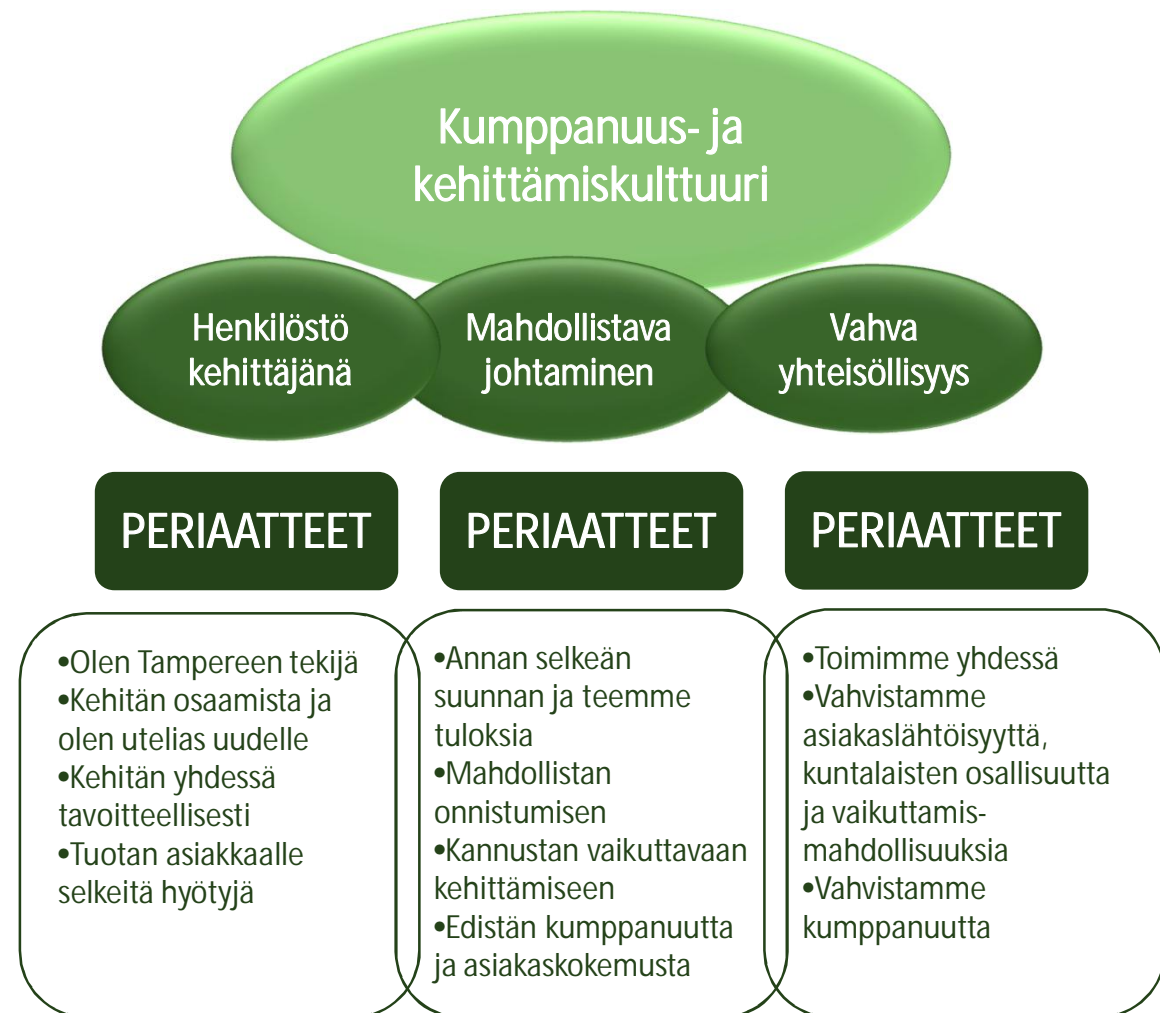 Kumppanuus- ja
kehittämiskulttuuri
Henkilöstö
kehittäjänä
Mahdollistava
johtaminen
Vahva
yhteisöllisyys
PERIAATTEET
PERIAATTEET
PERIAATTEET
•Olen Tampereen tekijä
•Kehitän osaamista ja
olen utelias uudelle
•Kehitän yhdessä
tavoitteellisesti
•Tuotan asiakkaalle
selkeitä hyötyjä
•Annan selkeän
suunnan ja teemme
tuloksia
•Mahdollistan
onnistumisen
•Kannustan vaikuttavaan
kehittämiseen
•Edistän kumppanuutta
ja asiakaskokemusta
•Toimimme yhdessä
•Vahvistamme
asiakaslähtöisyyttä,
kuntalaisten osallisuutta
ja vaikuttamis-
mahdollisuuksia
•Vahvistamme
kumppanuutta